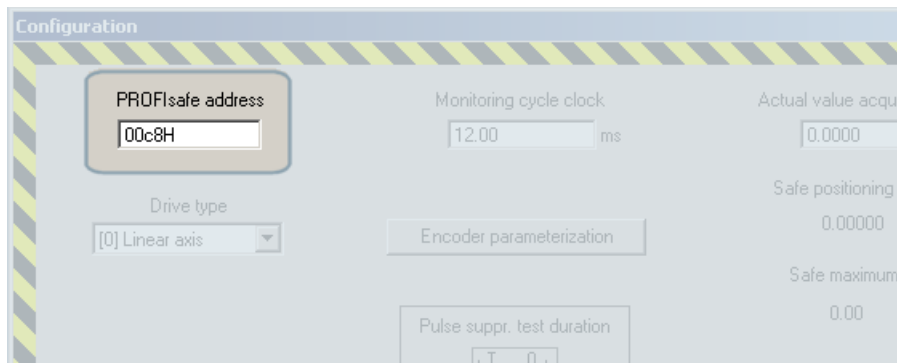 Configuration
PROFIsafe address
00c8H
Monitoring cycle clock
12.00 ms
Actual value acqu
0.0000
Drive type
[0] Linear axis
Encoder parameterization
Safe positioning
0.00000
Safe maximum
0.00
Pulse suppr. test duration